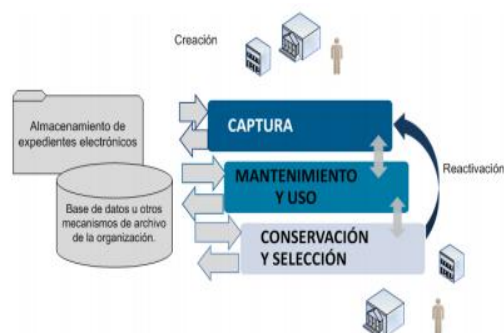 Creación
Almacenamiento de
expedientes electrónicos
CAPTURA
MANTENIMIENTO
Y USO
Reactivación
Base de datos u otros
mecanismos de archivo
de la organización.
CONSERVACIÓN
Y SELECCIÓN